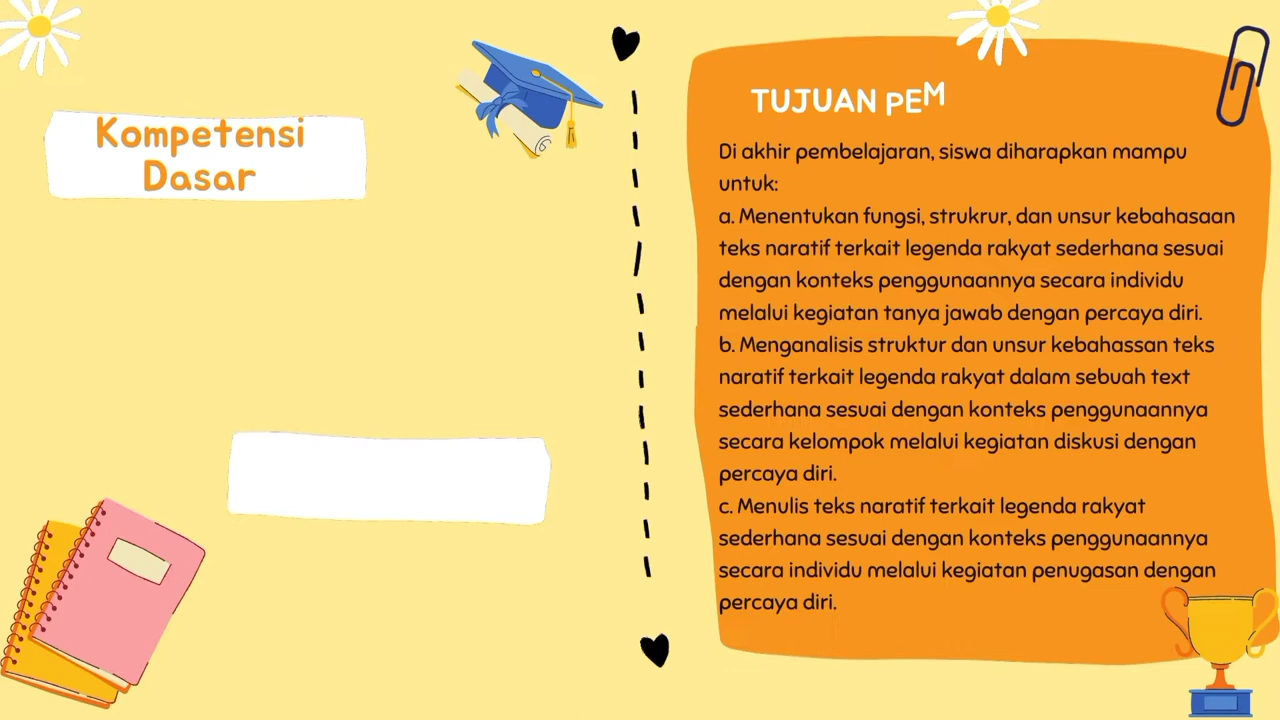 Kompetensi
Dasar
TUJUAN PEM
Di akhir pembelajaran, siswa diharapkan mampu
untuk:
a. Menentukan fungsi, strukrur, dan unsur kebahasaan
teks naratif terkait legenda rakyat sederhana sesuai
dengan konteks penggunaannya secara individu
melalui kegiatan tanya jawab dengan percaya diri.
b. Menganalisis struktur dan unsur kebahassan teks
naratif terkait legenda rakyat dalam sebuah text
sederhana sesuai dengan konteks penggunaannya
secara kelompok melalui kegiatan diskusi dengan
percaya diri.
c. Menulis teks naratif terkait legenda rakyat
sederhana sesuai dengan konteks penggunaannya
secara individu melalui kegiatan penugasan dengan
percaya diri.